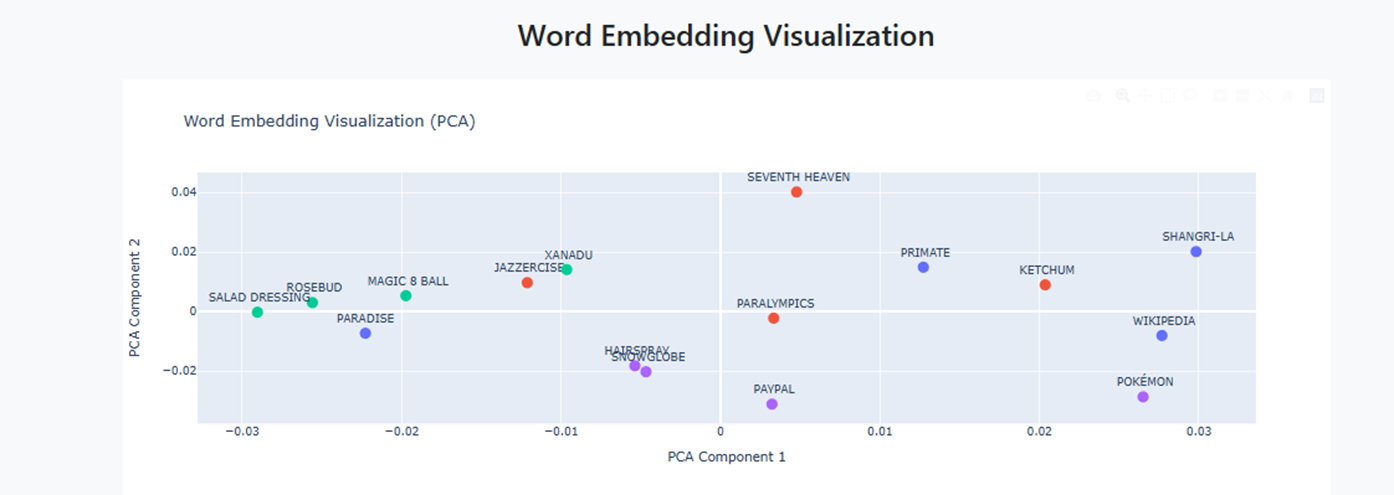 Word Embedding Visualization
Word Embedding Visualization (PCA)
SEVENTH HEAVEN
0.04
SHANGRI-LA
0.02
PRIMATE
XANADU
JAZZERCISE
KETCHUM
MAGIC 8 BALL
ROSEBUD
SALAD DRESSING
PARALYMPICS
0
PARADISE
WIKIPEDIA
HAIRSPRAY
SNOWGLOBE
−0.02
POKÉMON
PAYPAL
PCA Component 2
−0.03 −0.02 −0.01 0 0.01 0.02 0.03
PCA Component 1